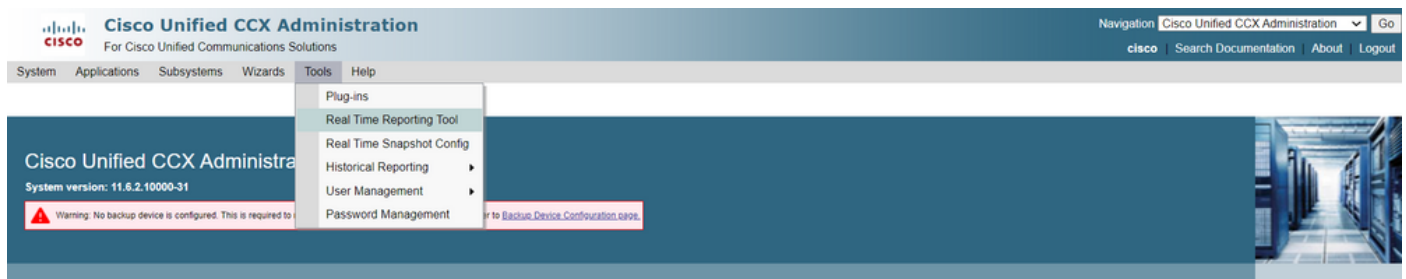 Cisco Unified CCX Administration
For Cisco Unified Communications Solutions
cisco
Navigation Cisco Unified CCX Administration Go
cisco Search Documentation About Logout
System Applications Subsystems Wizards Tools Help
Plug-ins
Real Time Reporting Tool
Real Time Snapshot Config
Historical Reporting
User Management
Password Management
Cisco Unified CCX Administra
System version: 11.6.2.10000-31
Warning: No backup device is configured. This is required to
r to Backup Device Configuration page.